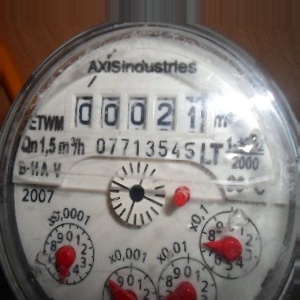 AXISindustries
00021 m³
ETWM
Qn 1,5 m³/h 07713545 LT
B-H A-V 2000
2007
x0,0001 x0,1
x0,001 x0,01